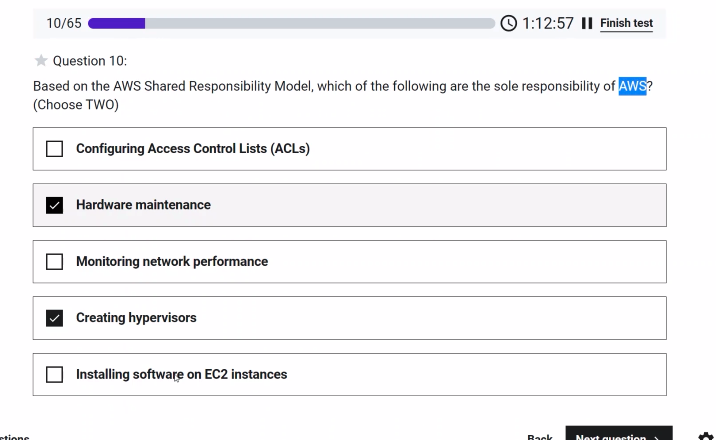 10/65
1:12:57
Finish test
Question 10:
Based on the AWS Shared Responsibility Model, which of the following are the sole responsibility of AWS?
(Choose TWO)
Configuring Access Control Lists (ACLs)
Hardware maintenance
Monitoring network performance
Creating hypervisors
Installing software on EC2 instances
Back
Next question